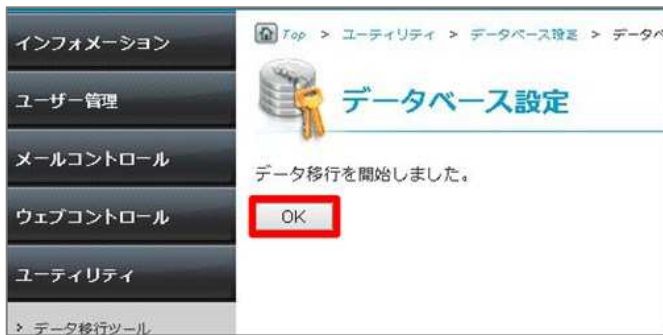 インフォメーション
ユーザー管理
メールコントロール
ウェブコントロール
ユーティリティ
> データ移行ツール
Top > ユーティリティ > データベース設定 > データベ
データベース設定
データ移行を開始しました。
OK